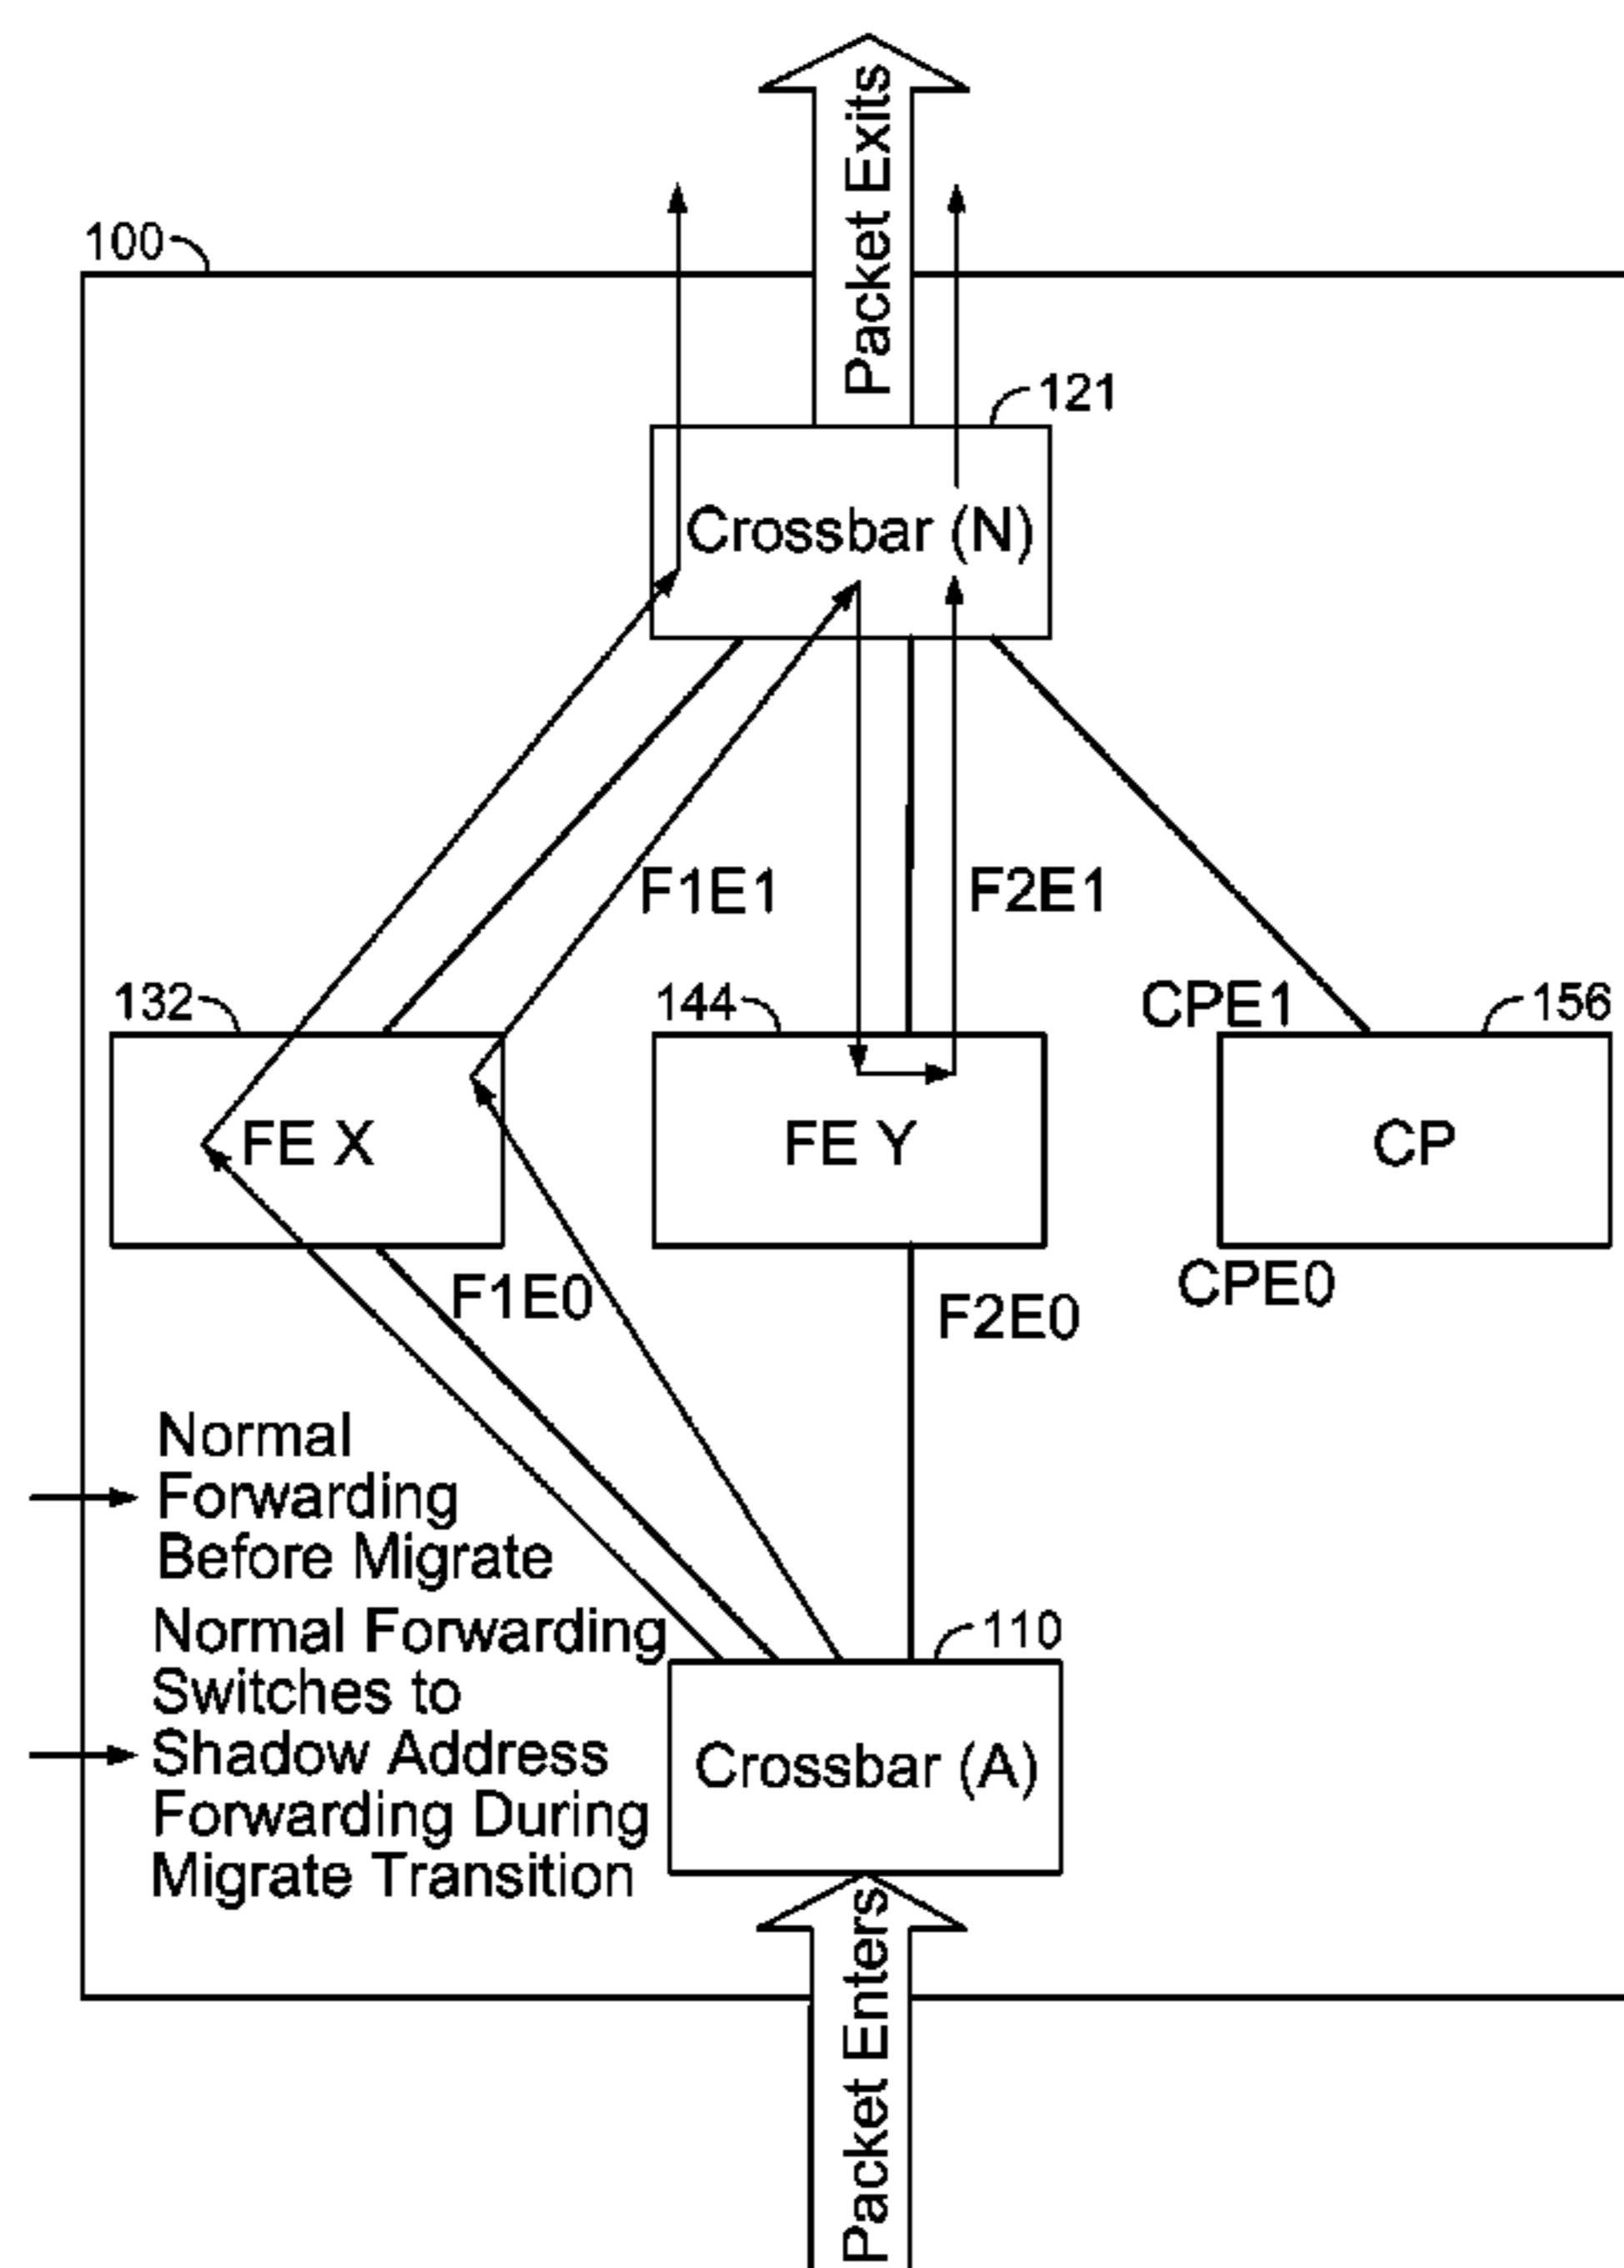 Packet Exits
100
121
Crossbar (N)
F1E1
F2E1
132
144
CPE1
156
FE X
FE Y
CP
F1E0
F2E0
CPE0
Normal
Forwarding
Before Migrate
Normal Forwarding
Switches to
Shadow Address
Forwarding During
Migrate Transition
110
Crossbar (A)
Packet Enters